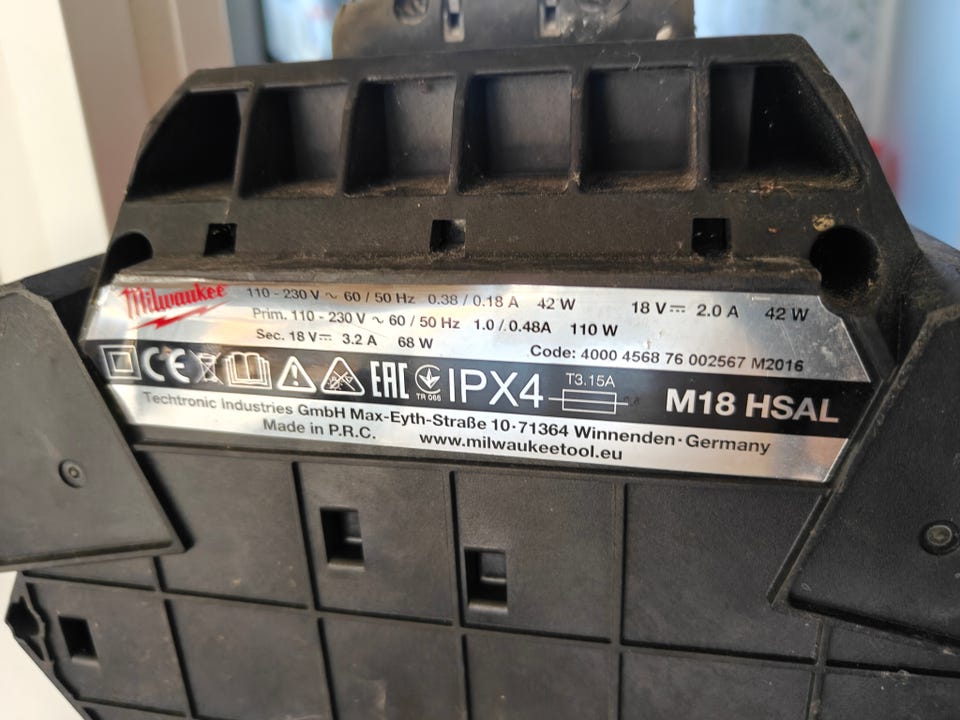 Milwaukee 110 - 230 V ~ 60 / 50 Hz 0.38 / 0.18 A 42 W 18 V⎓ 2.0 A 42 W
Prim. 110 - 230 V ~ 60 / 50 Hz 1.0 / 0.48A 110 W
Sec. 18 V⎓ 3.2 A 68 W
Code: 4000 4568 76 002567 M2016
CE EAC TR 066 IPX4 T3.15A M18 HSAL
Techtronic Industries GmbH Max-Eyth-Straße 10·71364 Winnenden·Germany
Made in P.R.C. www.milwaukeetool.eu